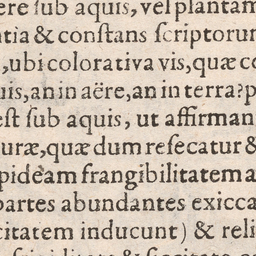 ere ſub aquis, vel plantam
ntia & conſtans ſcriptorum
, ubi colorativa vis, quæ co
uis, an in aëre, an in terra? p
eſt ſub aquis, ut affirman
uræ, quæ dum reſecatur &
pideam frangibilitatem a
partes abundantes exicca
citatem inducunt) & reli